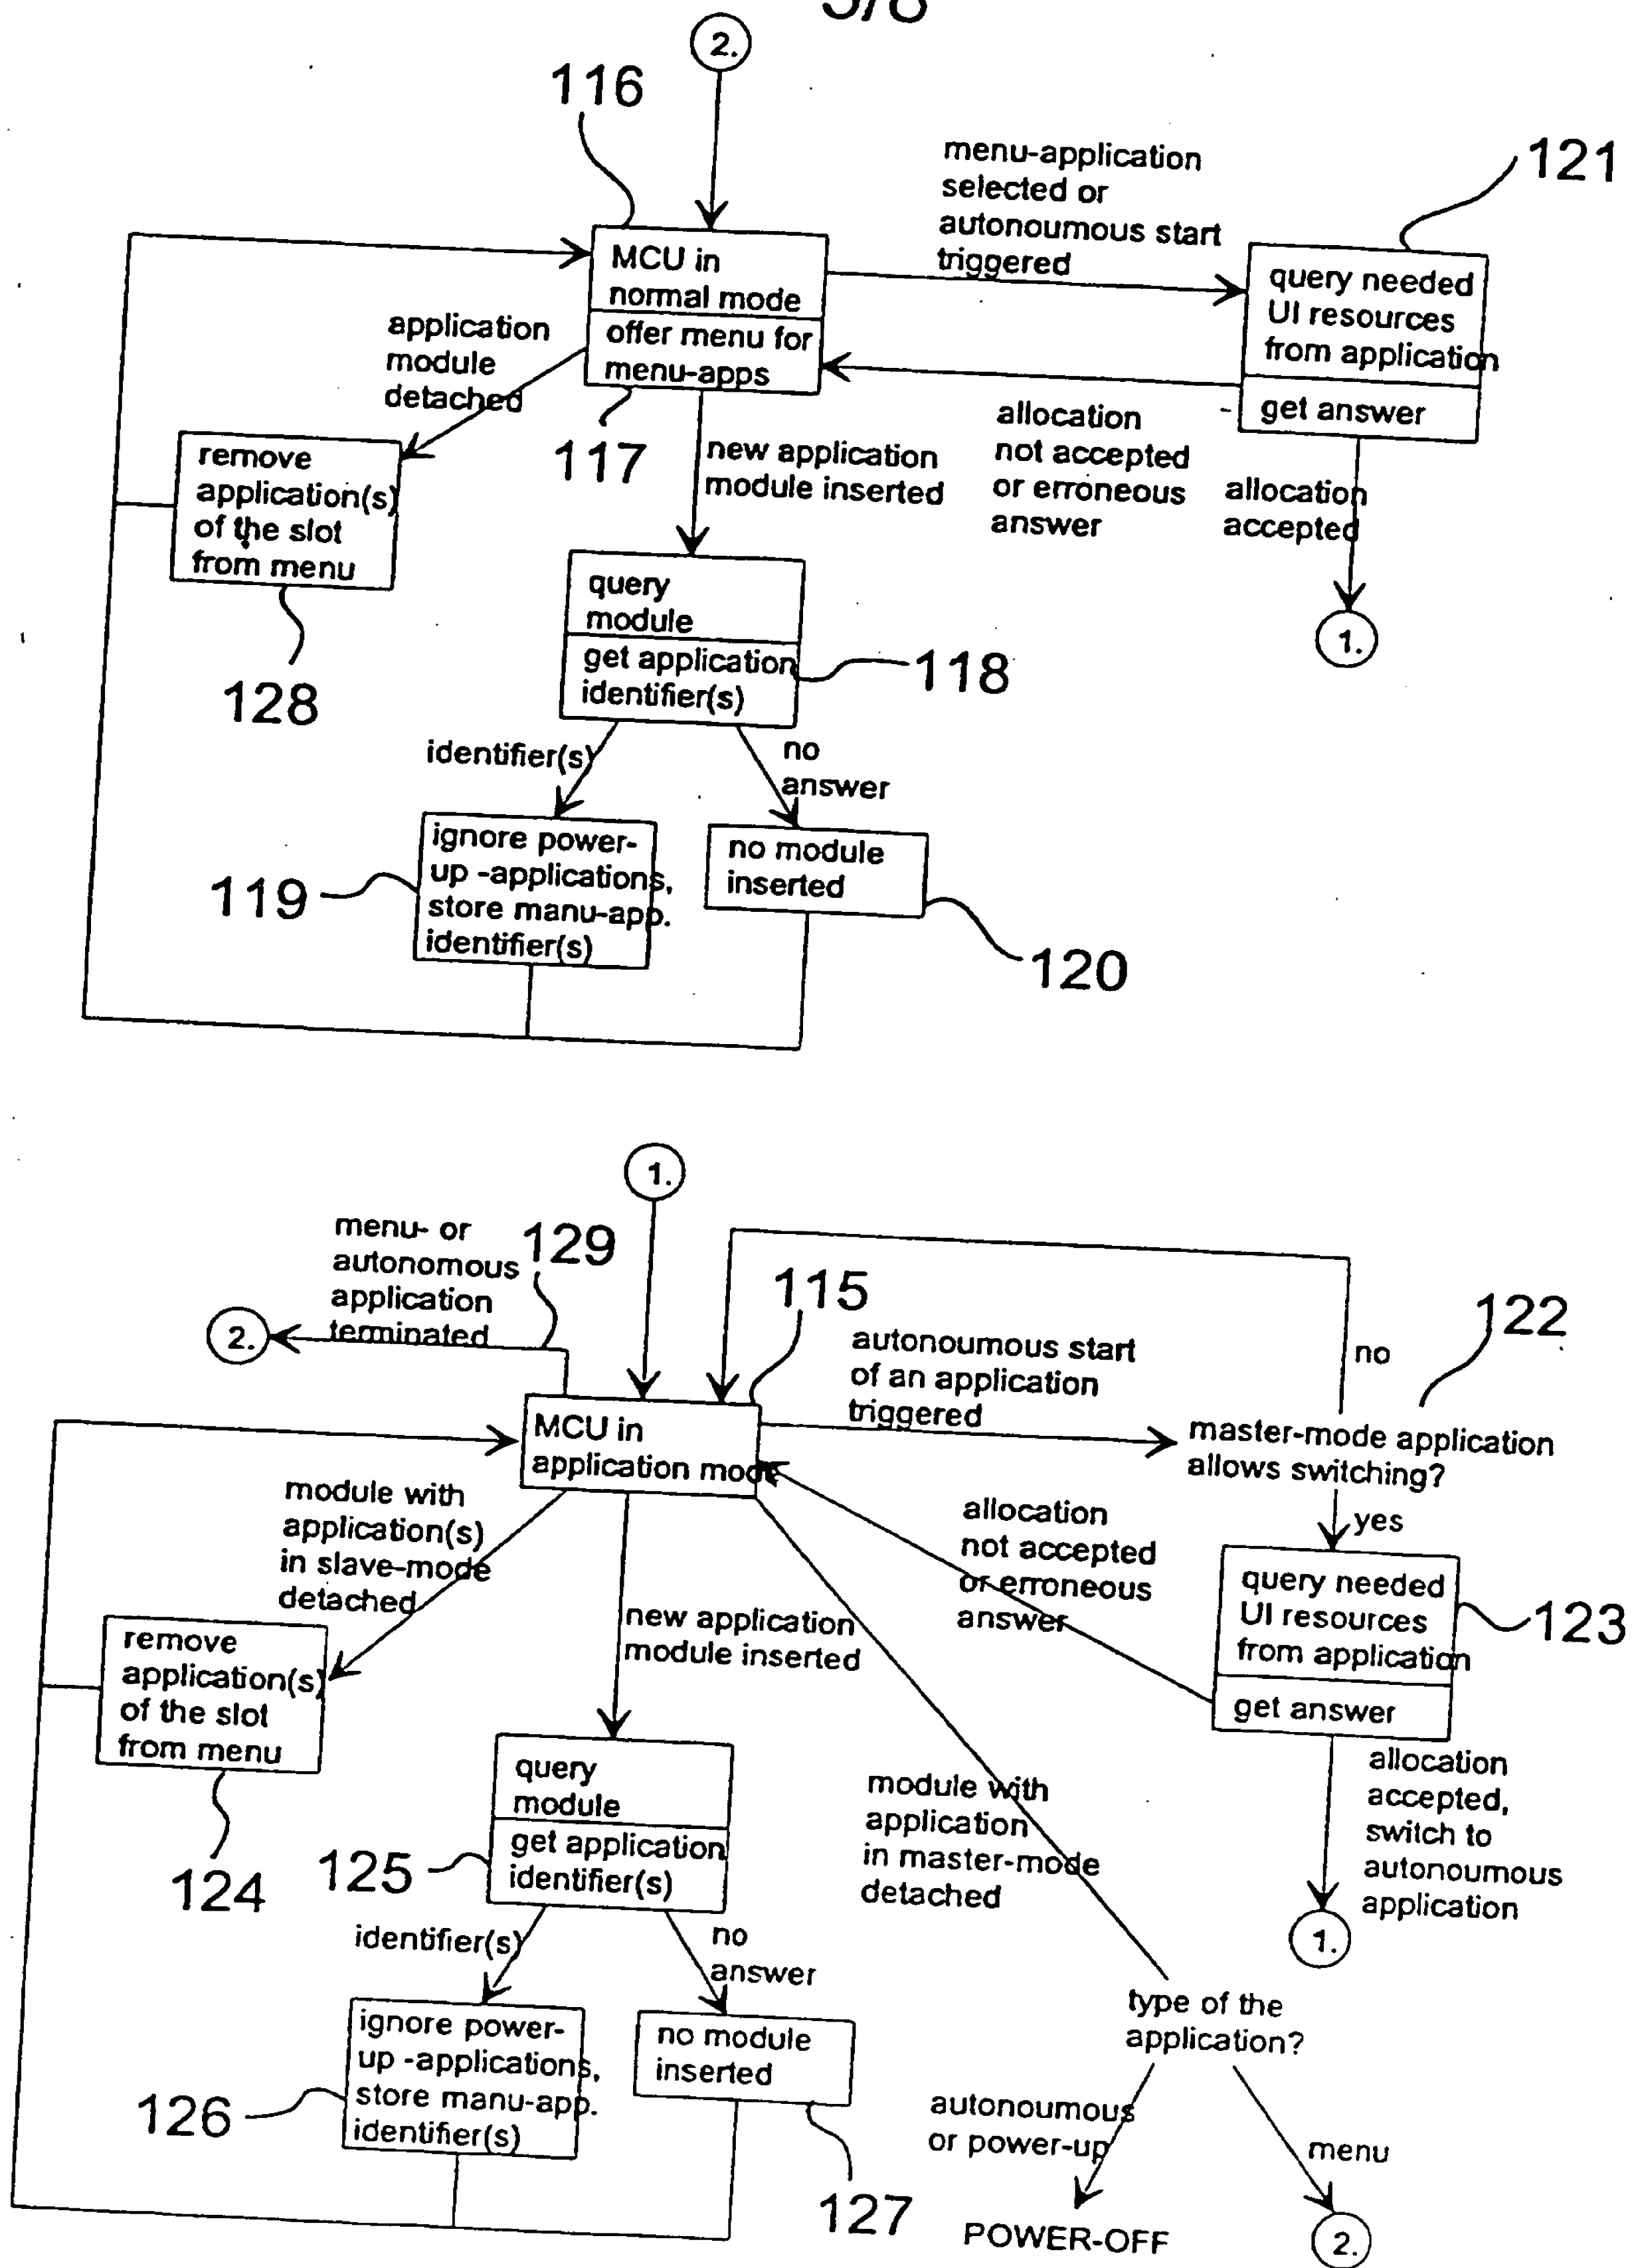 2.
116
menu-application
selected or
autonoumous start
triggered
121
MCU in
normal mode
offer menu for
menu-apps
query needed
UI resources
from application
get answer
application
module
detached
117
new application
module inserted
allocation
not accepted
or erroneous
answer
allocation
accepted
1.
remove
application(s)
of the slot
from menu
128
query
module
get application
identifier(s)
118
identifier(s)
no
answer
ignore power-
up -applications,
store manu-app.
identifier(s)
119
no module
inserted
120
1.
menu- or
autonomous
application
terminated
129
2.
115
autonoumous start
of an application
triggered
122
no
MCU in
application mode
master-mode application
allows switching?
yes
module with
application(s)
in slave-mode
detached
allocation
not accepted
or erroneous
answer
query needed
UI resources
from application
get answer
123
new application
module inserted
remove
application(s)
of the slot
from menu
124
query
module
get application
identifier(s)
125
module with
application
in master-mode
detached
allocation
accepted,
switch to
autonoumous
application
1.
identifier(s)
no
answer
ignore power-
up -applications,
store manu-app.
identifier(s)
126
no module
inserted
127
type of the
application?
autonoumous
or power-up
menu
POWER-OFF
2.